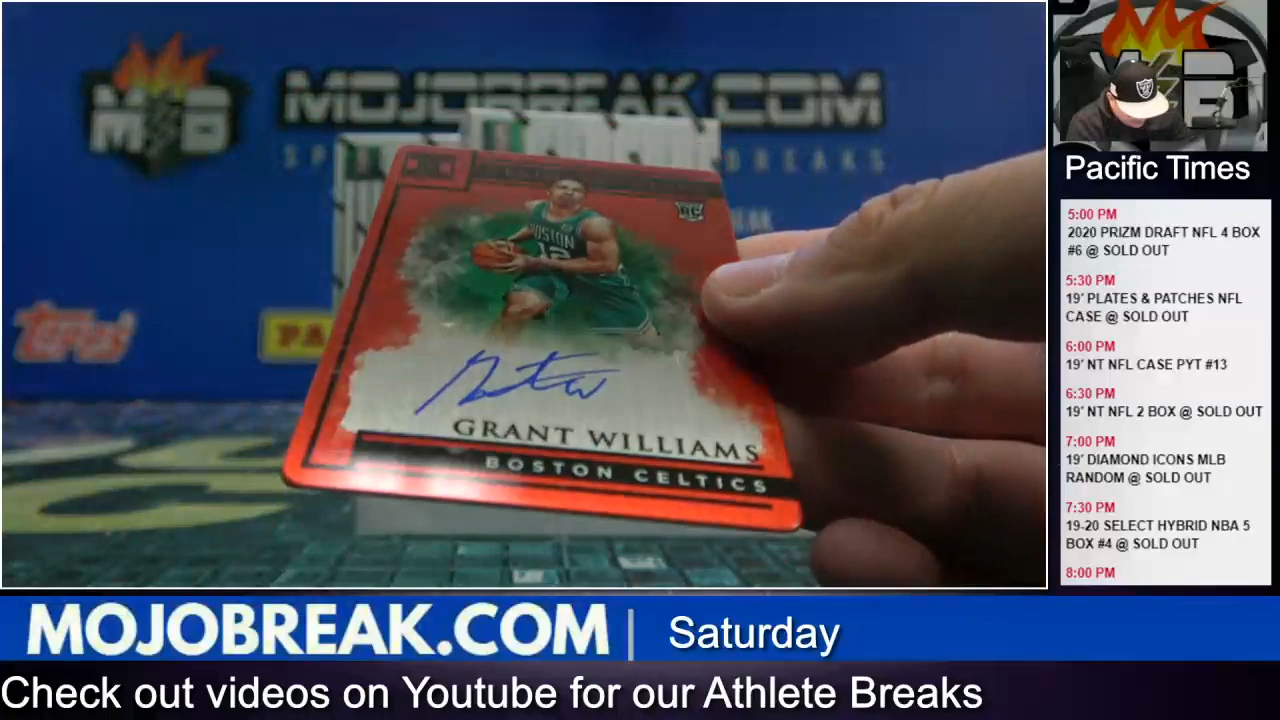 MOJOBREAK.COM
Topps
PA
RC
BOSTON
12
GRANT WILLIAMS
BOSTON CELTICS
Pacific Times
5:00 PM
2020 PRIZM DRAFT NFL 4 BOX
#6 @ SOLD OUT
5:30 PM
19' PLATES & PATCHES NFL
CASE @ SOLD OUT
6:00 PM
19' NT NFL CASE PYT #13
6:30 PM
19' NT NFL 2 BOX @ SOLD OUT
7:00 PM
19' DIAMOND ICONS MLB
RANDOM @ SOLD OUT
7:30 PM
19-20 SELECT HYBRID NBA 5
BOX #4 @ SOLD OUT
8:00 PM
MOJOBREAK.COM | Saturday
Check out videos on Youtube for our Athlete Breaks